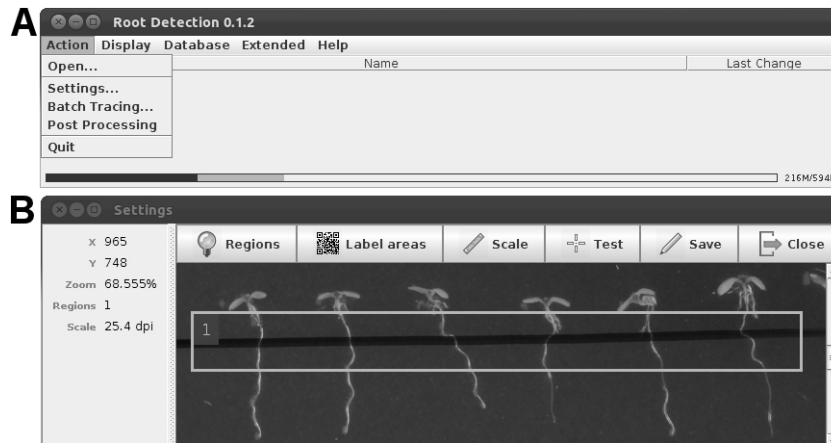 A
Root Detection 0.1.2
Action Display Database Extended Help
Open...
Name Last Change
Settings...
Batch Tracing...
Post Processing
Quit
216M/594M
B
Settings
X 965
Y 748
Zoom 68.555%
Regions 1
Scale 25.4 dpi
Regions Label areas Scale Test Save Close
1